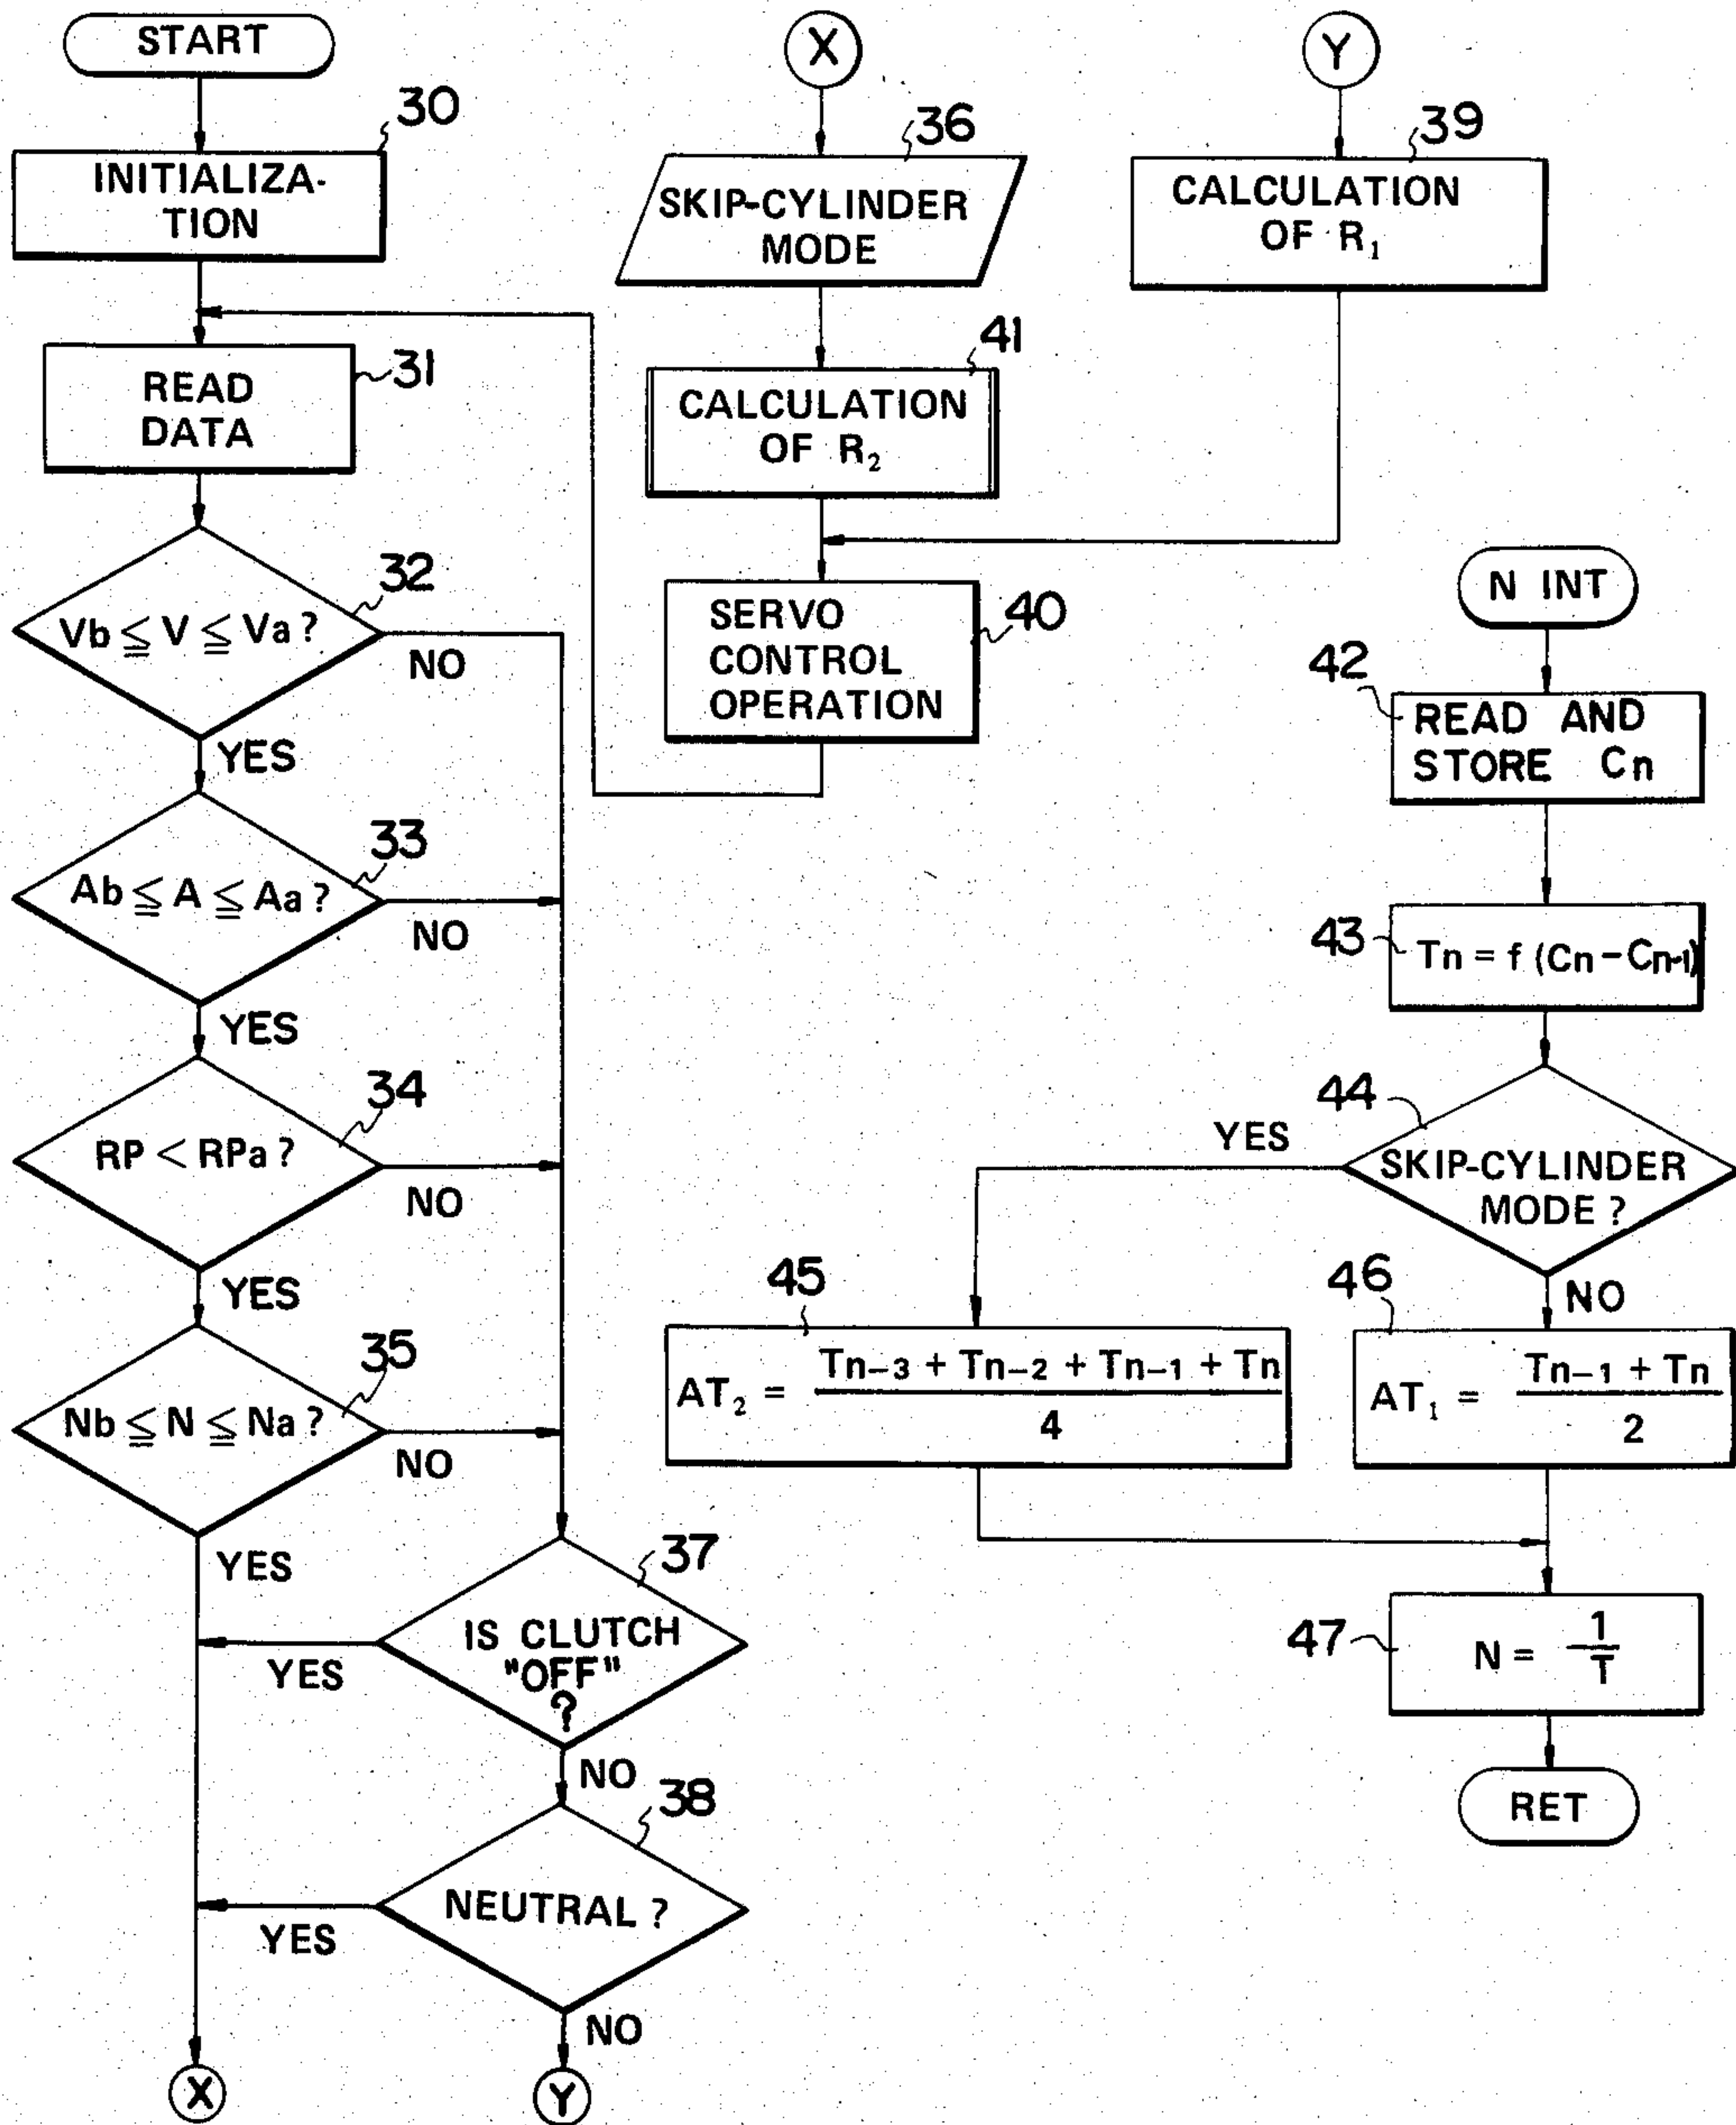 START
30
INITIALIZA-
TION
31
READ
DATA
32
Vb ≦ V ≦ Va ?
NO
YES
33
Ab ≦ A ≦ Aa ?
NO
YES
34
RP < RPa ?
NO
YES
35
Nb ≦ N ≦ Na ?
NO
YES
37
IS CLUTCH
"OFF"
?
YES
NO
38
NEUTRAL ?
YES
NO
X
Y
X
36
SKIP-CYLINDER
MODE
41
CALCULATION
OF R₂
40
SERVO
CONTROL
OPERATION
Y
39
CALCULATION
OF R₁
N INT
42
READ AND
STORE Cn
43
Tn = f (Cn − Cn-1)
44
SKIP-CYLINDER
MODE ?
YES
NO
45
AT₂ = Tn−3 + Tn−2 + Tn−1 + Tn
4
46
AT₁ = Tn−1 + Tn
2
47
N = 1
T
RET